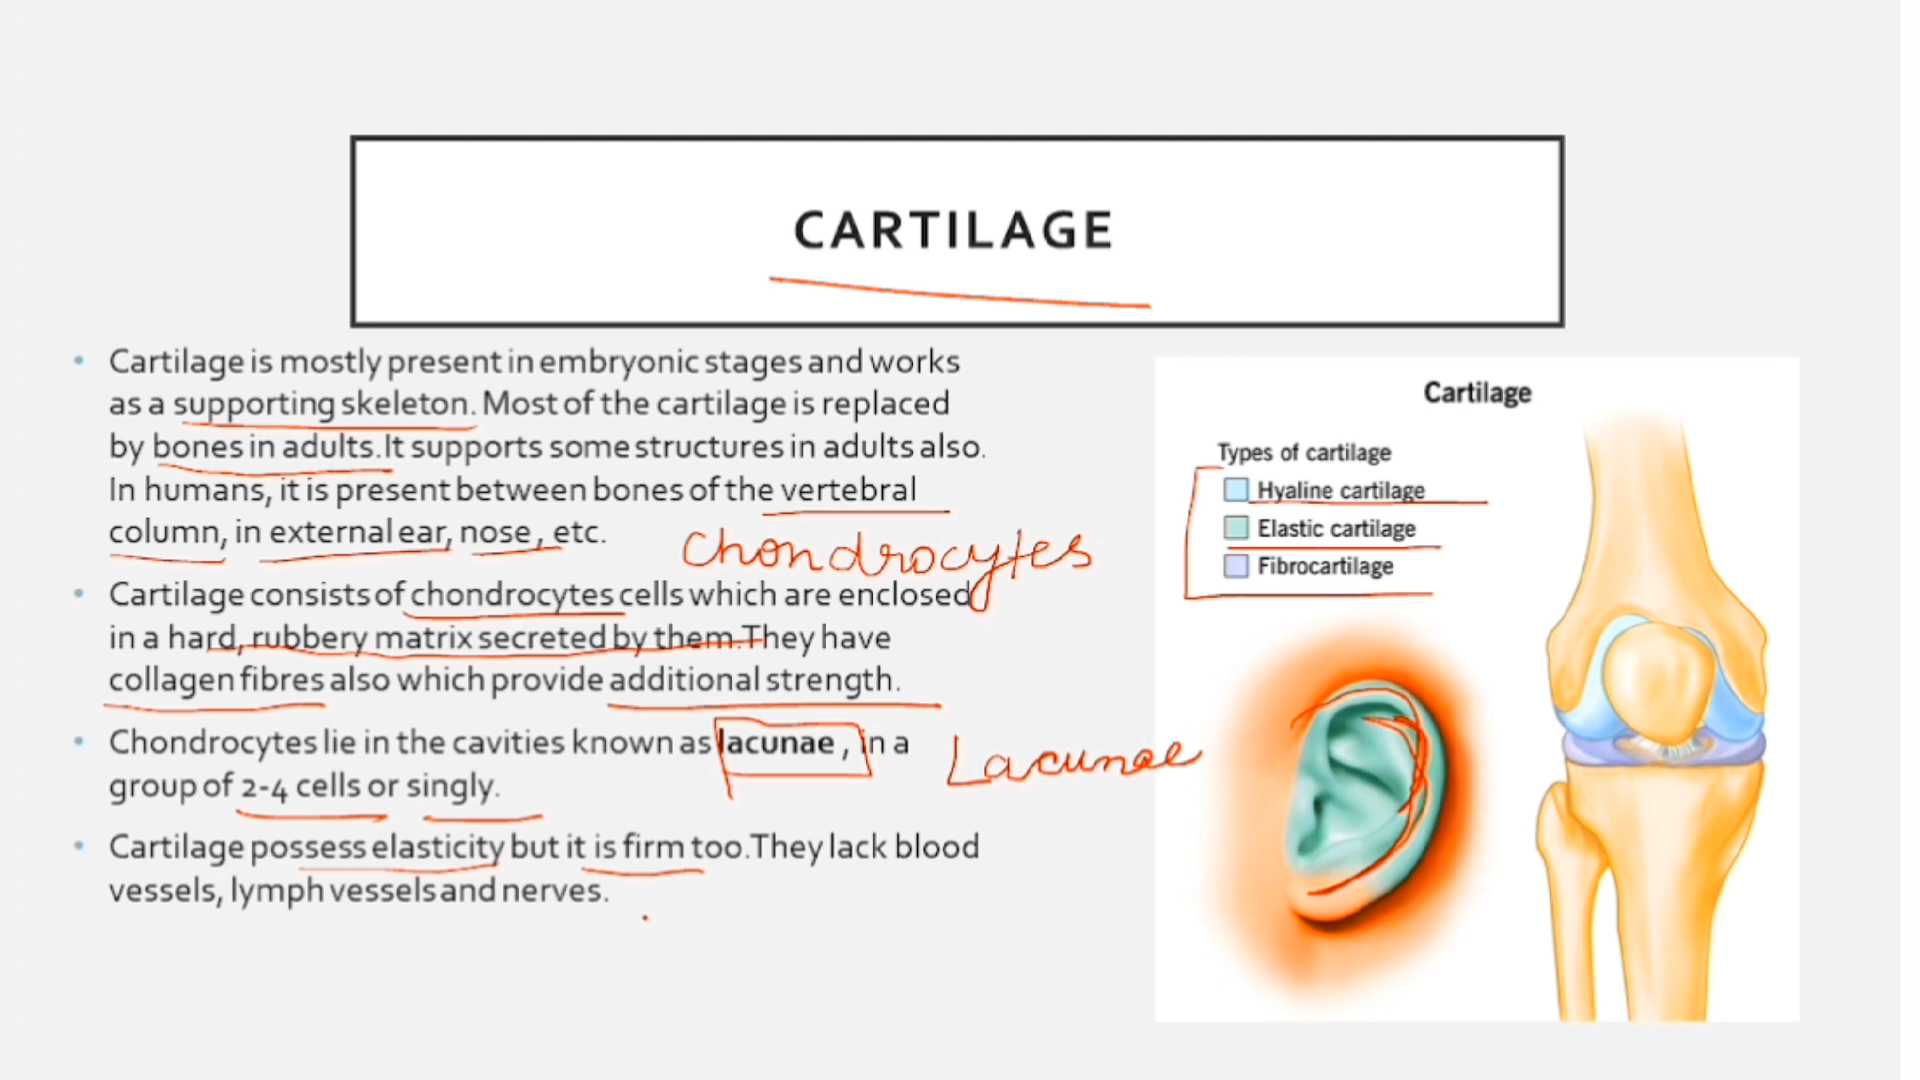 CARTILAGE
Cartilage is mostly present in embryonic stages and works
as a supporting skeleton. Most of the cartilage is replaced
by bones in adults. It supports some structures in adults also.
In humans, it is present between bones of the vertebral
column, in external ear, nose , etc.
Chondrocytes
Cartilage consists of chondrocytes cells which are enclosed
in a hard, rubbery matrix secreted by them. They have
collagen fibres also which provide additional strength.
Chondrocytes lie in the cavities known as lacunae , in a
group of 2-4 cells or singly.
Lacunae
Cartilage possess elasticity but it is firm too. They lack blood
vessels, lymph vessels and nerves.
Cartilage
Types of cartilage
Hyaline cartilage
Elastic cartilage
Fibrocartilage